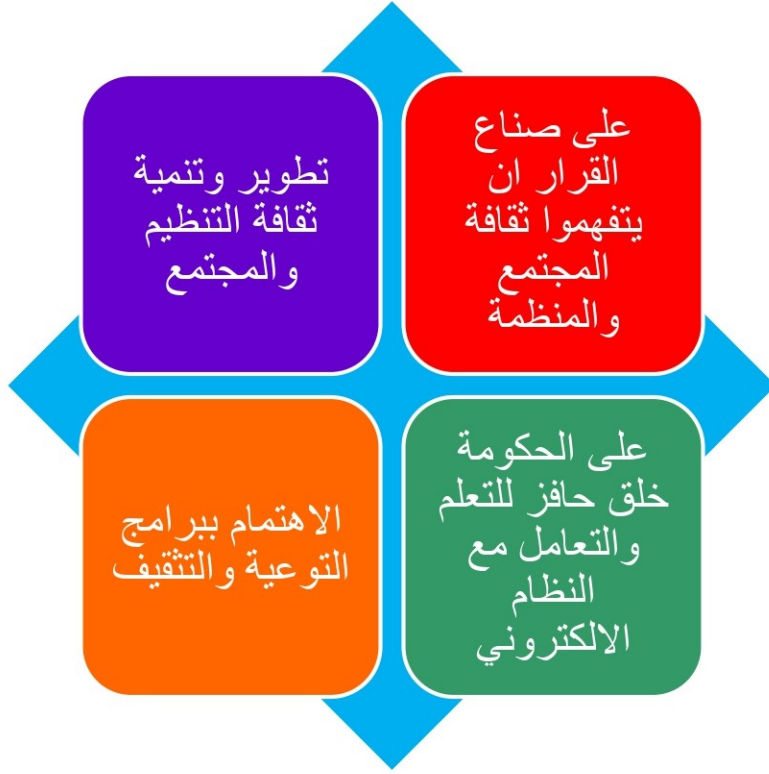 على صناع
القرار ان
يتفهموا ثقافة
المجتمع
والمنظمة
تطوير وتنمية
ثقافة التنظيم
والمجتمع
على الحكومة
خلق حافز للتعلم
والتعامل مع
النظام
الالكتروني
الاهتمام ببرامج
التوعية والتثقيف